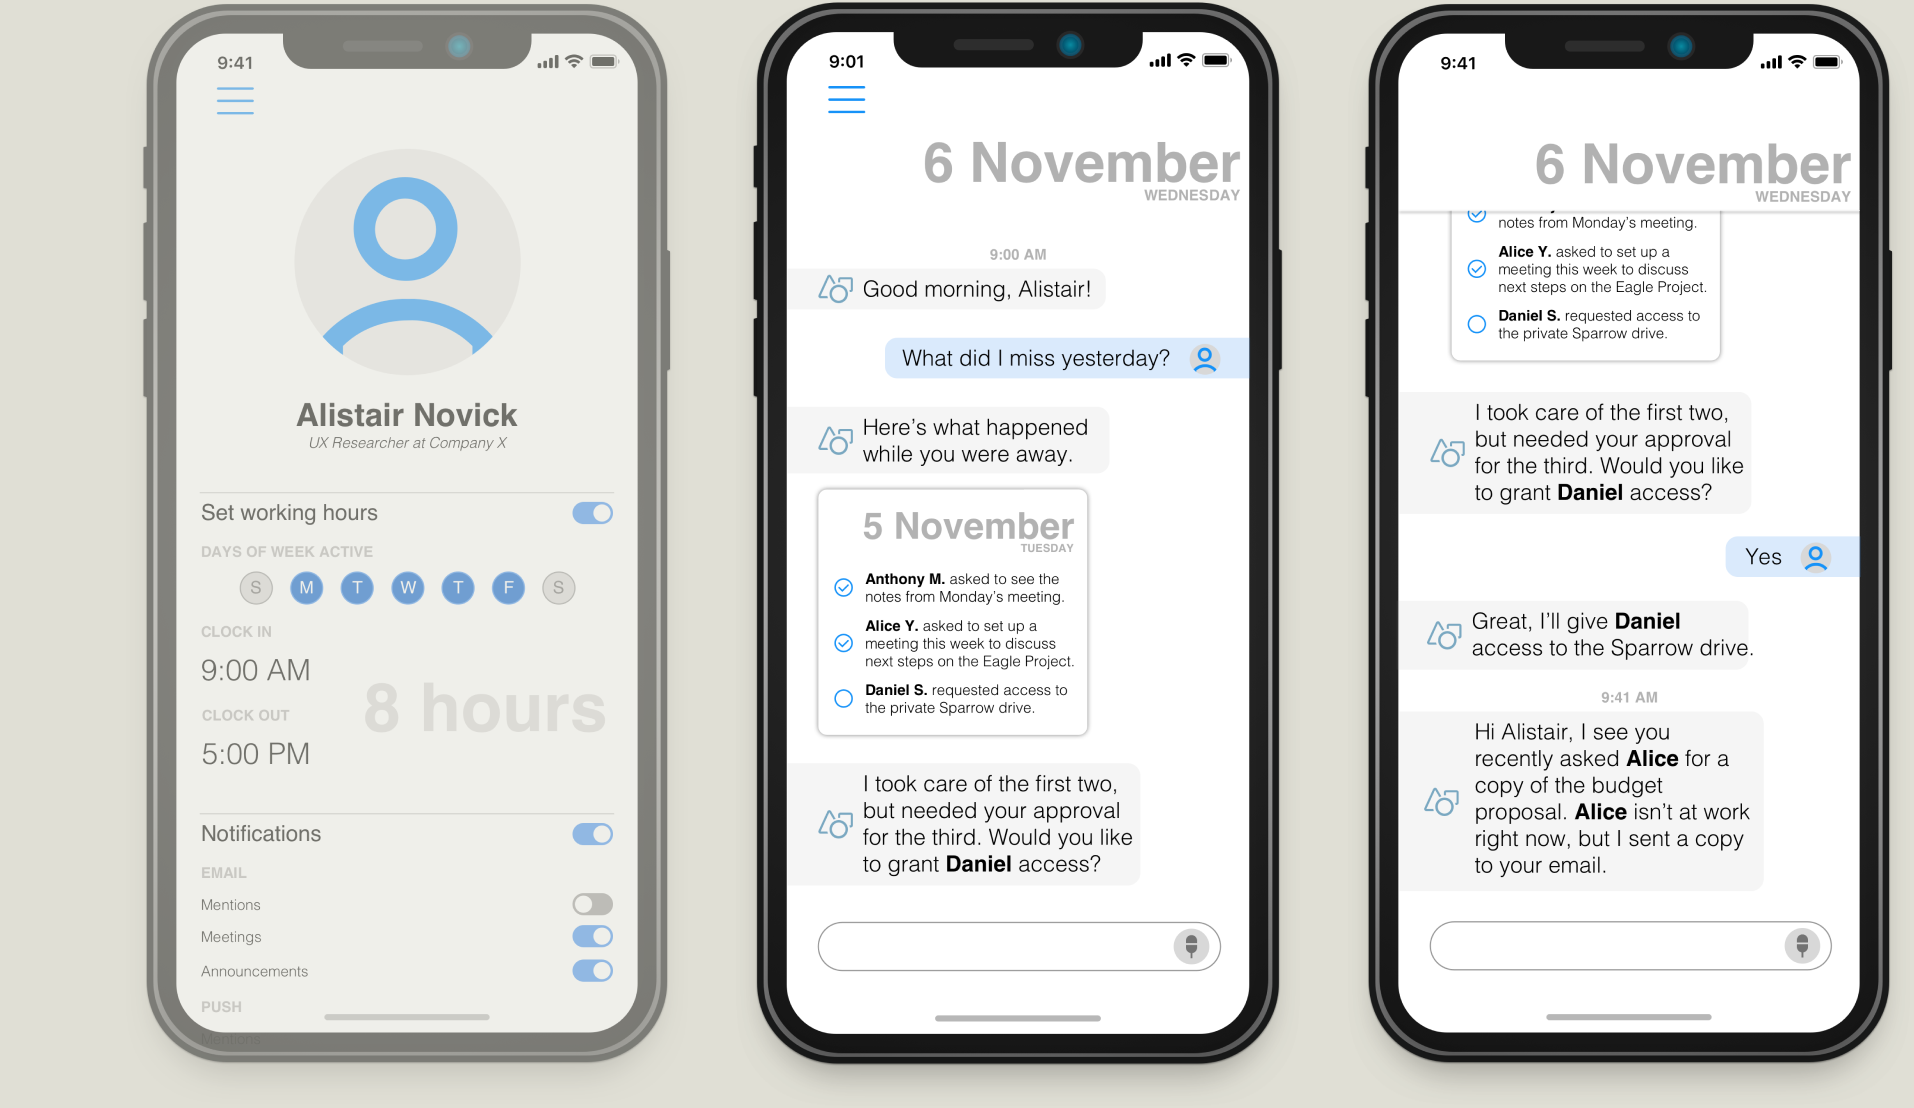 9:41
Alistair Novick
UX Researcher at Company X
Set working hours
DAYS OF WEEK ACTIVE
S M T W T F S
CLOCK IN
9:00 AM
8 hours
CLOCK OUT
5:00 PM
Notifications
EMAIL
Mentions
Meetings
Announcements
PUSH
Mentions
9:01
6 November
WEDNESDAY
9:00 AM
Good morning, Alistair!
What did I miss yesterday?
Here’s what happened
while you were away.
5 November
TUESDAY
Anthony M. asked to see the
notes from Monday’s meeting.
Alice Y. asked to set up a
meeting this week to discuss
next steps on the Eagle Project.
Daniel S. requested access to
the private Sparrow drive.
I took care of the first two,
but needed your approval
for the third. Would you like
to grant Daniel access?
9:41
6 November
WEDNESDAY
notes from Monday’s meeting.
Alice Y. asked to set up a
meeting this week to discuss
next steps on the Eagle Project.
Daniel S. requested access to
the private Sparrow drive.
I took care of the first two,
but needed your approval
for the third. Would you like
to grant Daniel access?
Yes
Great, I’ll give Daniel
access to the Sparrow drive.
9:41 AM
Hi Alistair, I see you
recently asked Alice for a
copy of the budget
proposal. Alice isn’t at work
right now, but I sent a copy
to your email.